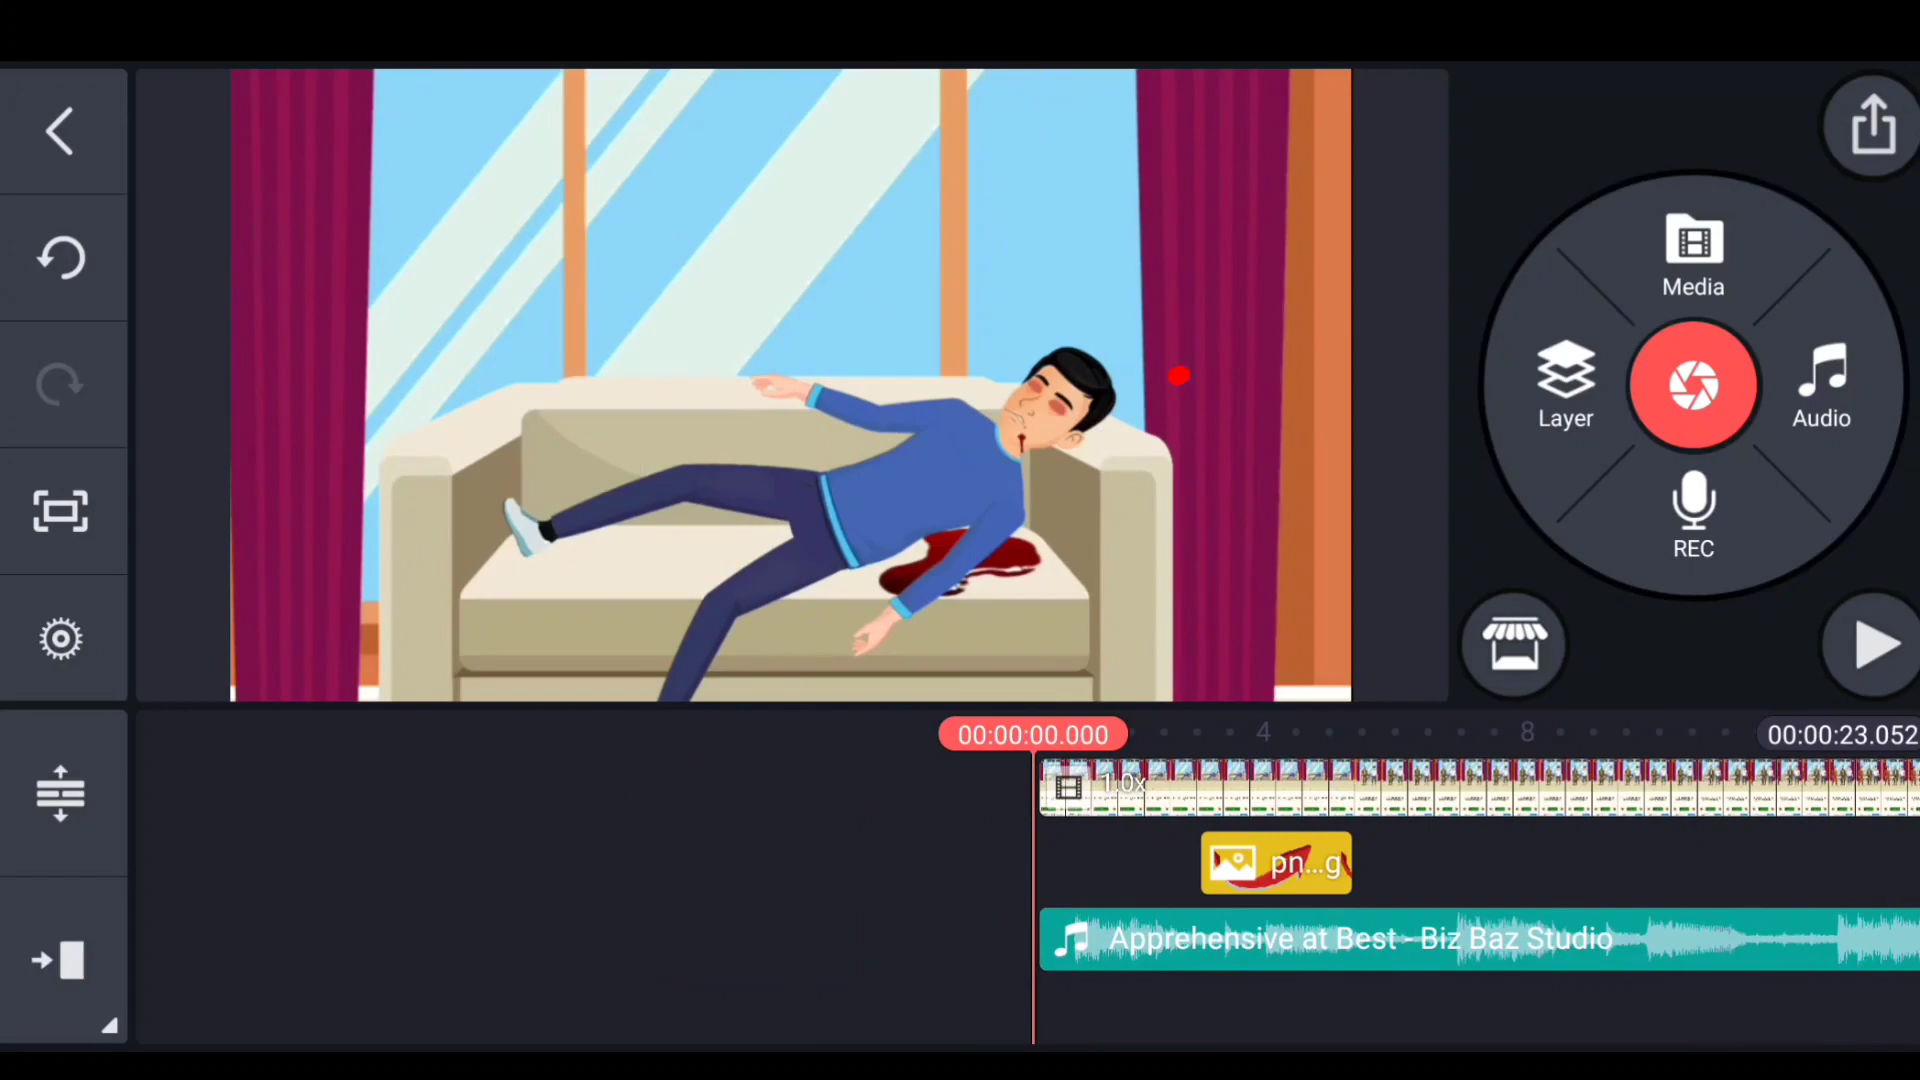 Media
Layer
Audio
REC
00:00:00.000
4
8
00:00:23.052
1.0x
pn...g
Apprehensive at Best - Biz Baz Studio